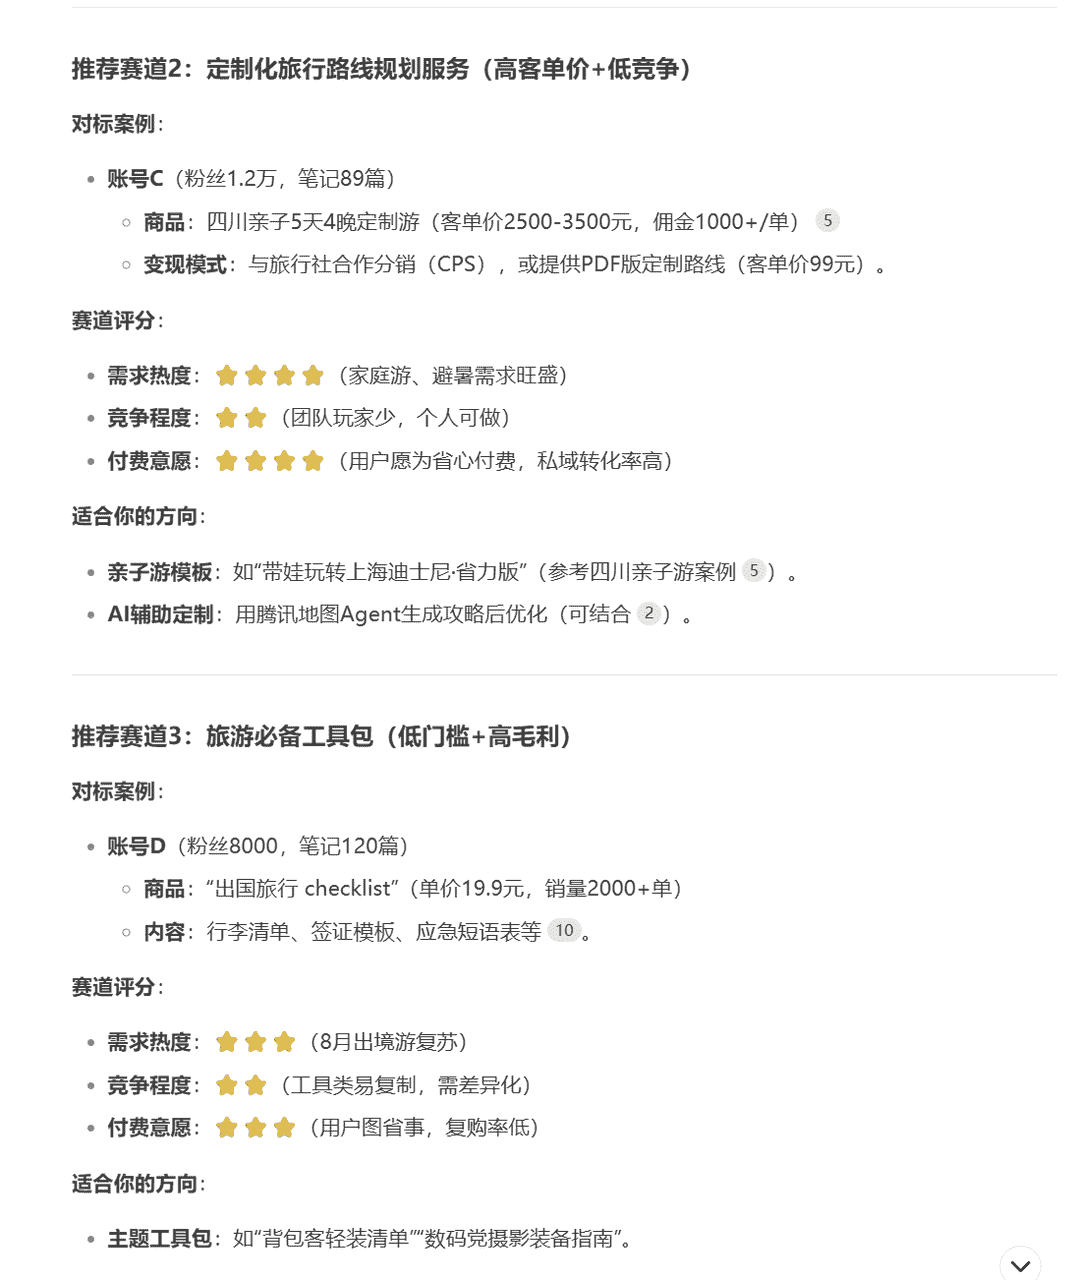 推荐赛道2：定制化旅行路线规划服务（高客单价+低竞争）
对标案例：
账号C（粉丝1.2万，笔记89篇）
商品：四川亲子5天4晚定制游（客单价2500-3500元，佣金1000+/单） 5
变现模式：与旅行社合作分销（CPS），或提供PDF版定制路线（客单价99元）。
赛道评分：
需求热度：（家庭游、避暑需求旺盛）
竞争程度：（团队玩家少，个人可做）
付费意愿：（用户愿为省心付费，私域转化率高）
适合你的方向：
亲子游模板：如“带娃玩转上海迪士尼·省力版”（参考四川亲子游案例 5 ）。
AI辅助定制：用腾讯地图Agent生成攻略后优化（可结合 2 ）。
推荐赛道3：旅游必备工具包（低门槛+高毛利）
对标案例：
账号D（粉丝8000，笔记120篇）
商品：“出国旅行 checklist”（单价19.9元，销量2000+单）
内容：行李清单、签证模板、应急短语表等 10 。
赛道评分：
需求热度：（8月出境游复苏）
竞争程度：（工具类易复制，需差异化）
付费意愿：（用户图省事，复购率低）
适合你的方向：
主题工具包：如“背包客轻装清单”“数码党摄影装备指南”。